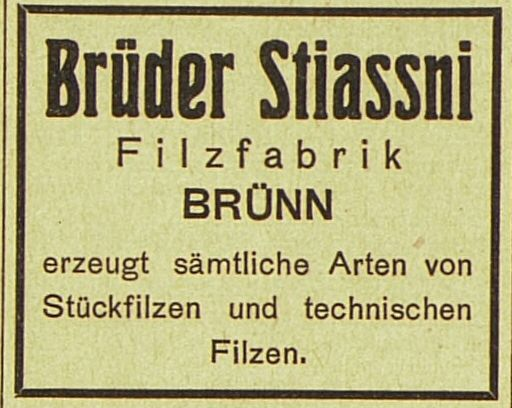 Brüder Stiassni
Filzfabrik
BRÜNN
erzeugt sämtliche Arten von
Stückfilzen und technischen
Filzen.